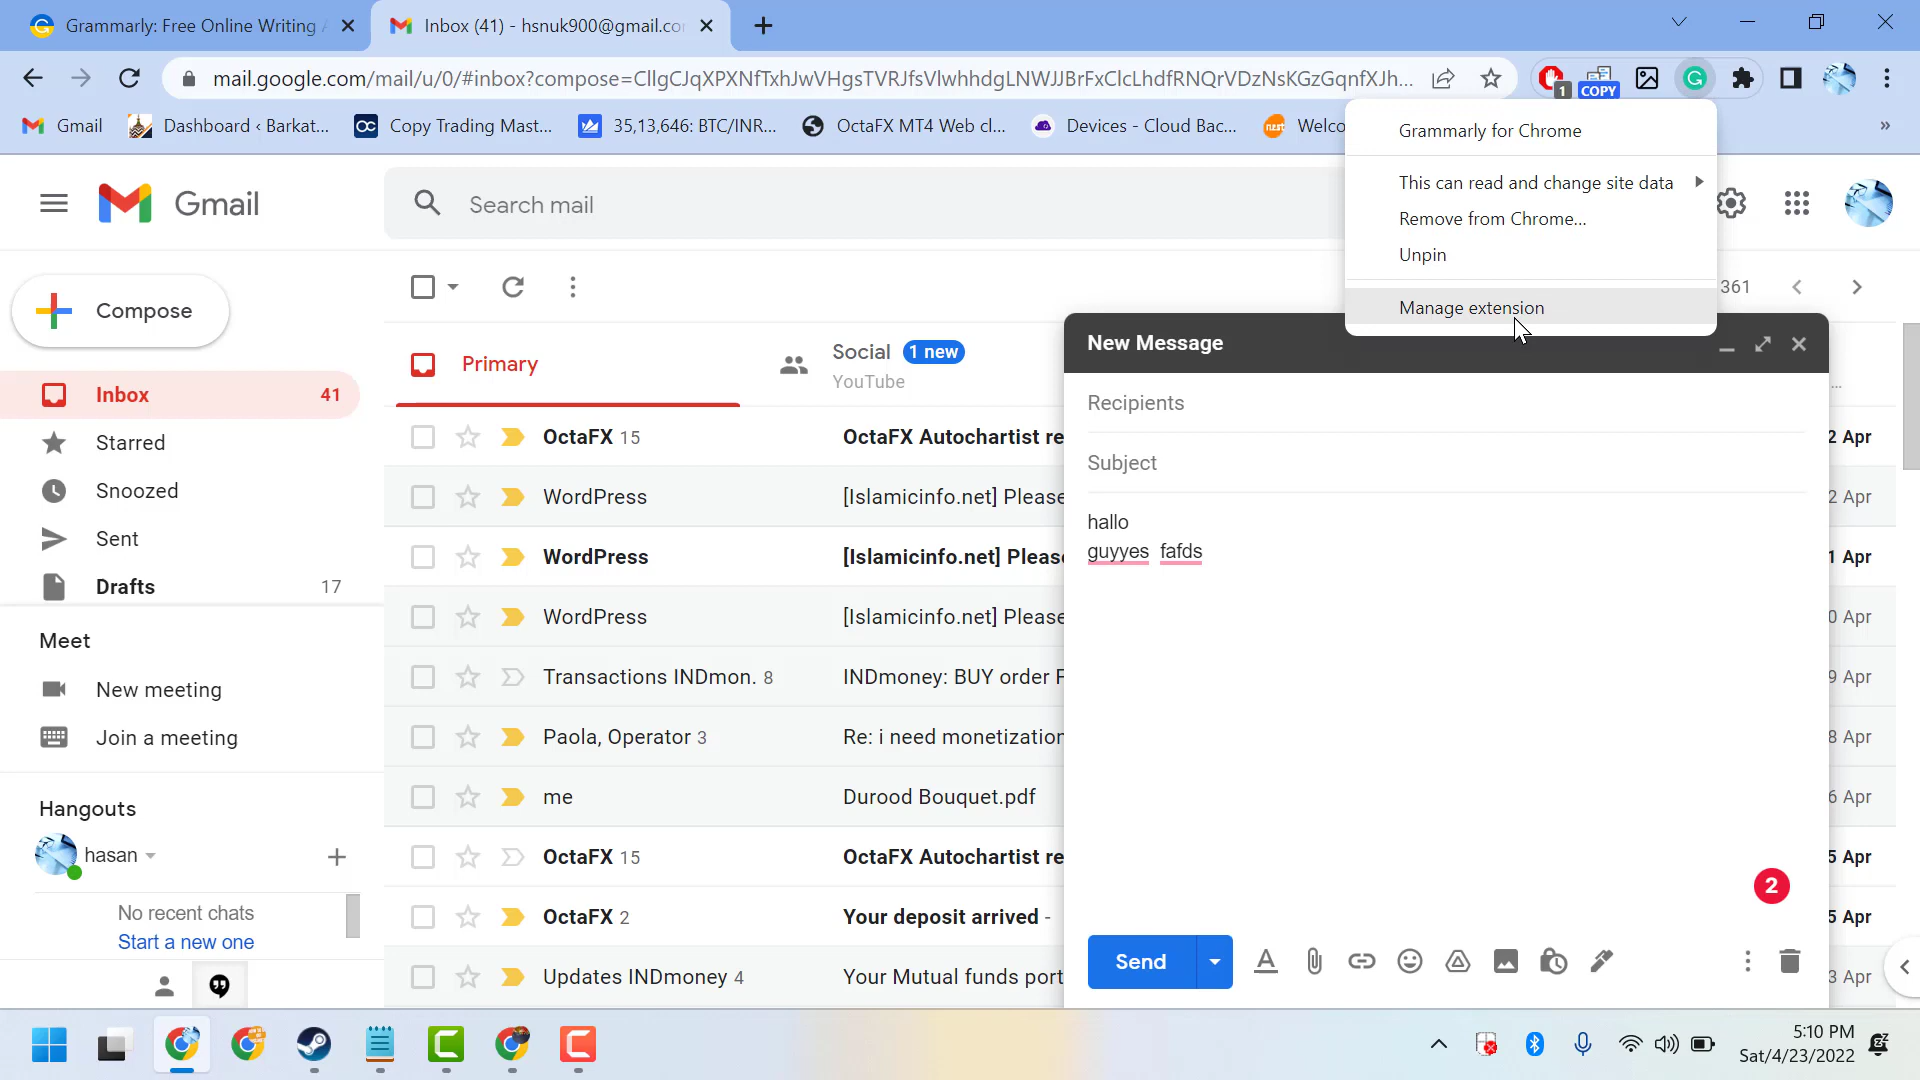 Grammarly: Free Online Writing
Inbox (41) - hsnuk900@gmail.co
mail.google.com/mail/u/0/#inbox?compose=CllgCJqXPXNfTxhJwVHgsTVRJfsVlwhhdgLNWJJBrFxClcLhdfRNQrVDzNsKGzGqnfXJh...
1
COPY
Gmail
Dashboard ‹ Barkat...
Copy Trading Mast...
35,13,646: BTC/INR...
OctaFX MT4 Web cl...
Devices - Cloud Bac...
Welco
»
Grammarly for Chrome
This can read and change site data
Remove from Chrome...
Unpin
Manage extension
Gmail
Search mail
Compose
361
Inbox 41
Starred
Snoozed
Sent
Drafts 17
Meet
New meeting
Join a meeting
Hangouts
hasan
No recent chats
Start a new one
Primary
Social 1 new
YouTube
OctaFX 15 OctaFX Autochartist re 2 Apr
WordPress [Islamicinfo.net] Please 2 Apr
WordPress [Islamicinfo.net] Please 1 Apr
WordPress [Islamicinfo.net] Please 0 Apr
Transactions INDmon. 8 INDmoney: BUY order F 9 Apr
Paola, Operator 3 Re: i need monetization 8 Apr
me Durood Bouquet.pdf 6 Apr
OctaFX 15 OctaFX Autochartist re 5 Apr
OctaFX 2 Your deposit arrived - 5 Apr
Updates INDmoney 4 Your Mutual funds port 3 Apr
New Message
Recipients
Subject
hallo
guyyes fafds
2
Send
5:10 PM
Sat/4/23/2022